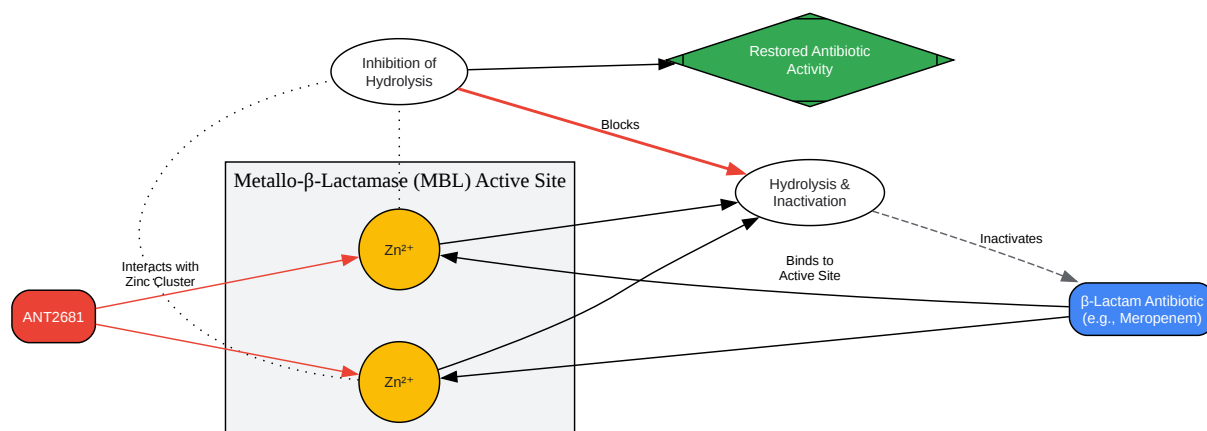 Inhibition of
Hydrolysis
Restored Antibiotic
Activity
Blocks
Metallo-β-Lactamase (MBL) Active Site
Hydrolysis &
Inactivation
Zn²⁺
Inactivates
Interacts with
Zinc Cluster
Binds to
Active Site
ANT2681
β-Lactam Antibiotic
(e.g., Meropenem)
Zn²⁺